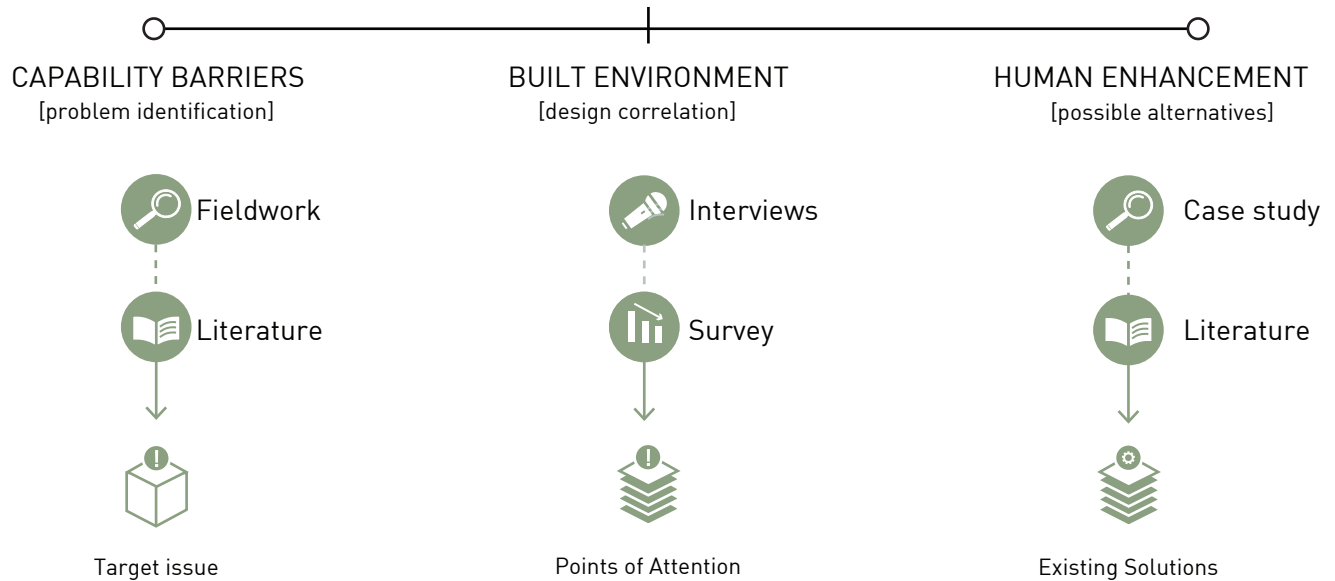 CAPABILITY BARRIERS
[problem identification]
Fieldwork
Literature
Target issue
BUILT ENVIRONMENT
[design correlation]
Interviews
Survey
Points of Attention
HUMAN ENHANCEMENT
[possible alternatives]
Case study
Literature
Existing Solutions